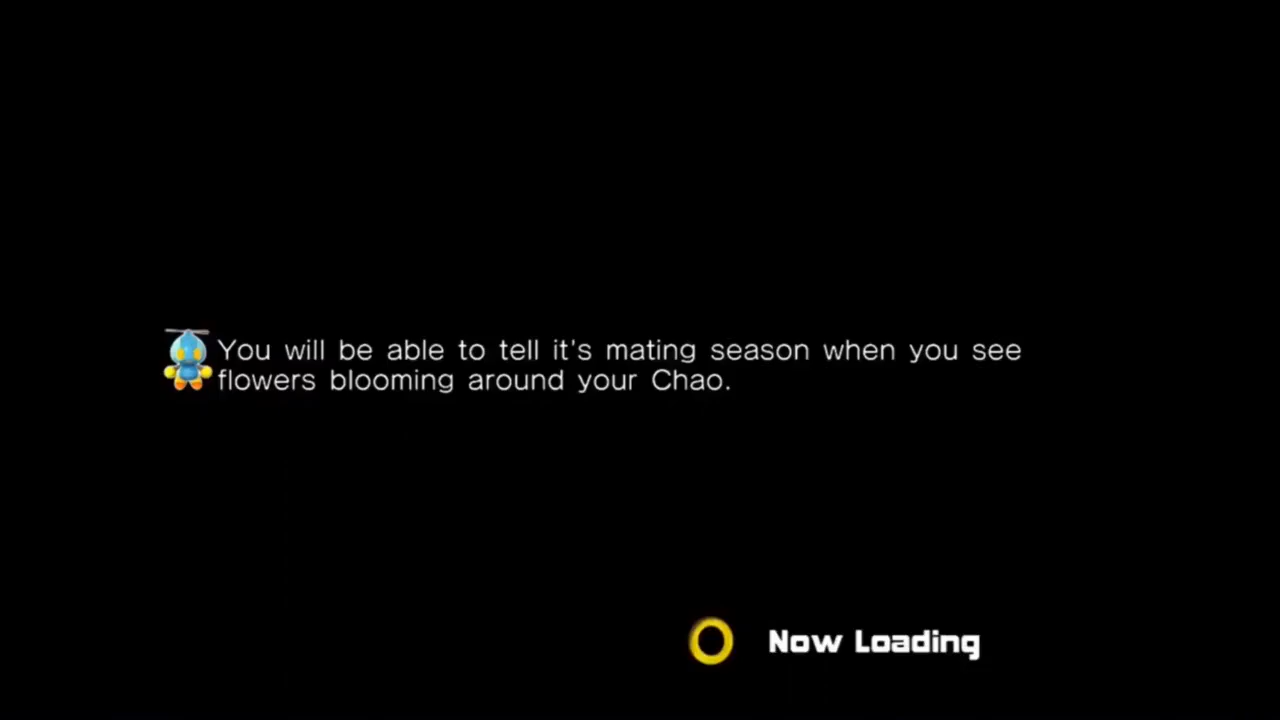 You will be able to tell it's mating season when you see
flowers blooming around your Chao.
Now Loading